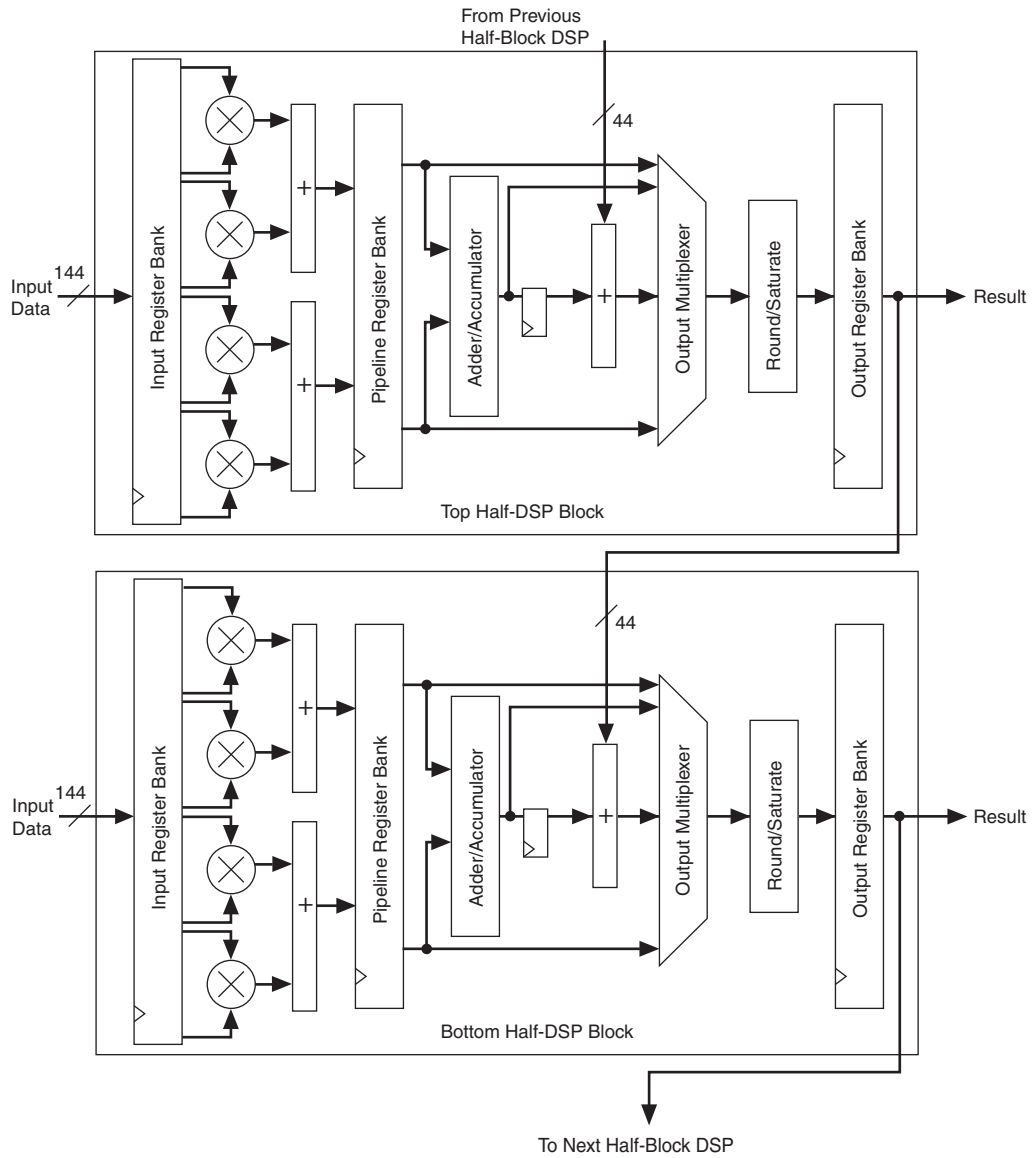 From Previous
Half-Block DSP
44
144
Input
Data
Input Register Bank
+
+
Pipeline Register Bank
Adder/Accumulator
+
Output Multiplexer
Round/Saturate
Output Register Bank
Result
Top Half-DSP Block
44
144
Input
Data
Input Register Bank
+
+
Pipeline Register Bank
Adder/Accumulator
+
Output Multiplexer
Round/Saturate
Output Register Bank
Result
Bottom Half-DSP Block
To Next Half-Block DSP